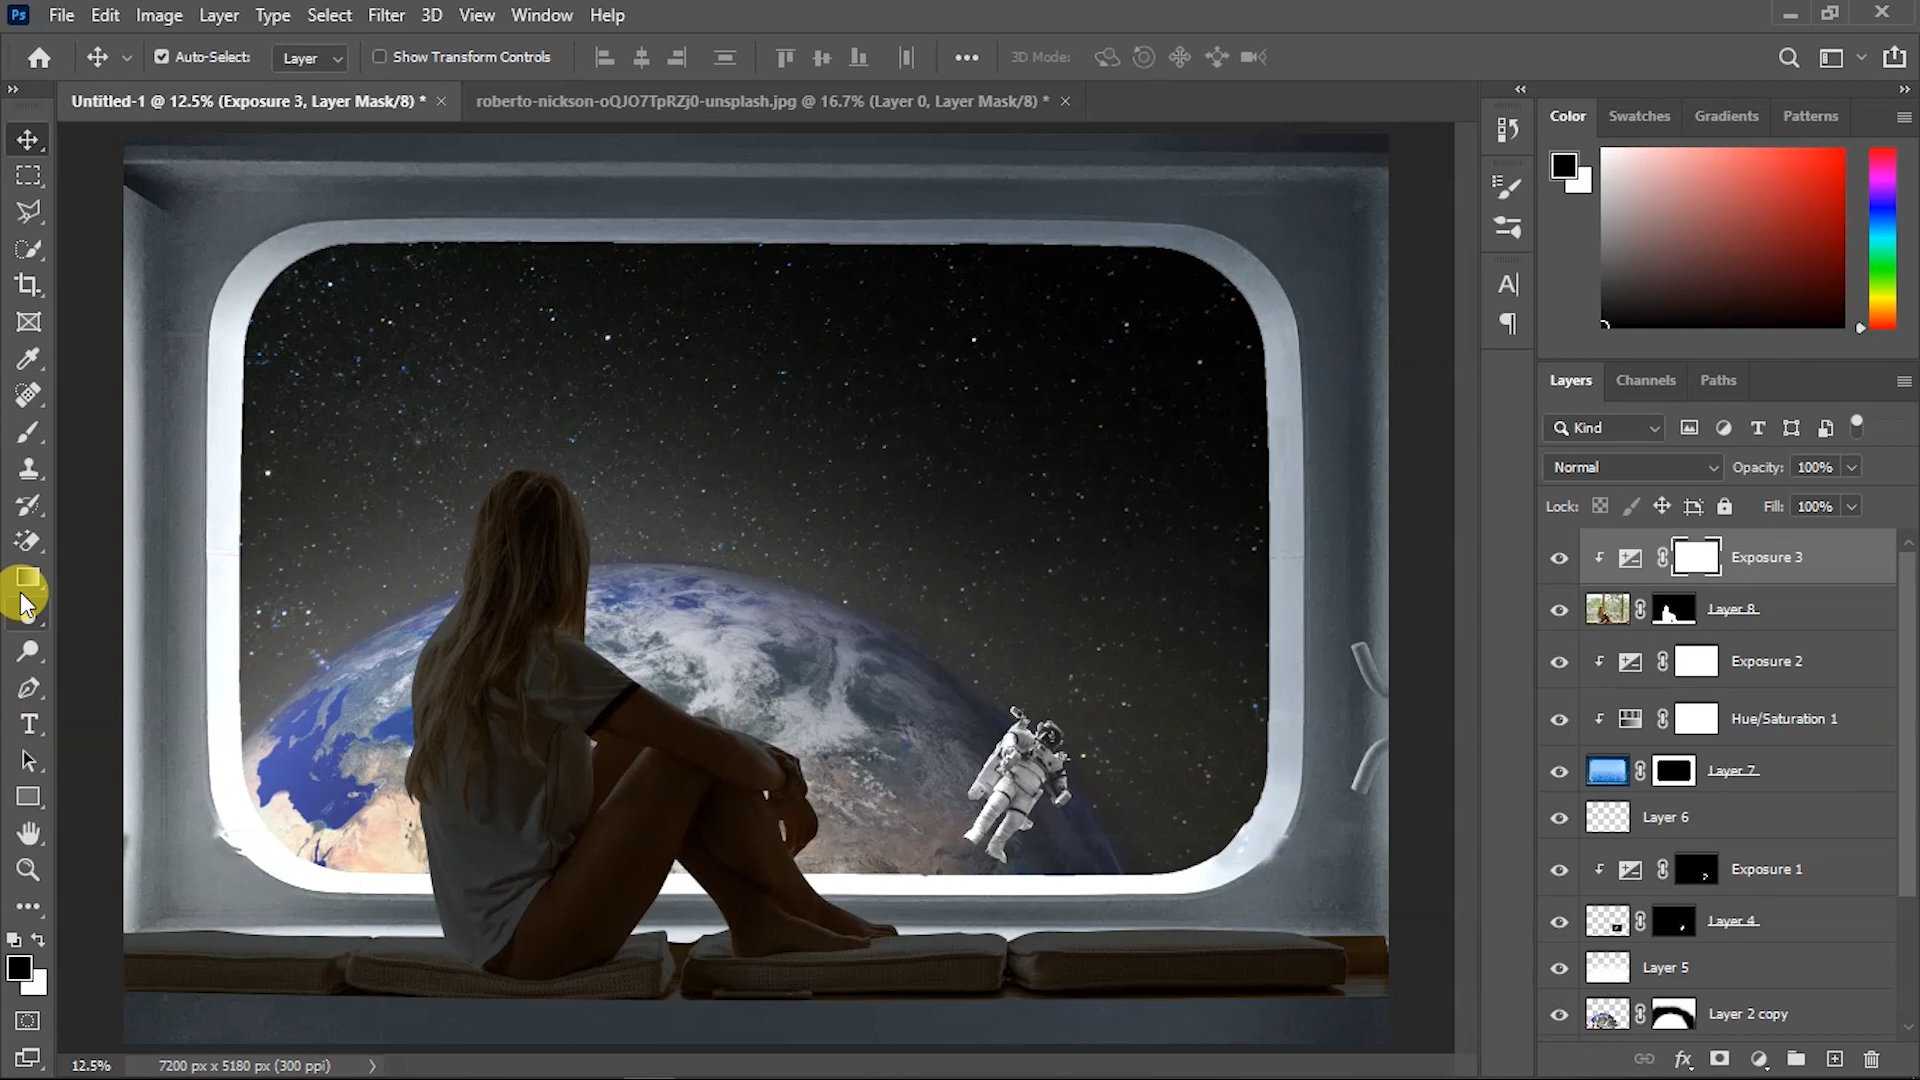 Ps File Edit Image Layer Type Select Filter 3D View Window Help
Auto-Select: Layer Show Transform Controls 3D Mode:
Untitled-1 @ 12.5% (Exposure 3, Layer Mask/8) * roberto-nickson-oQJO7TpRZj0-unsplash.jpg @ 16.7% (Layer 0, Layer Mask/8) *
Color Swatches Gradients Patterns
Layers Channels Paths
Kind
Normal Opacity: 100%
Lock: Fill: 100%
Exposure 3
Layer 8
Exposure 2
Hue/Saturation 1
Layer 7
Layer 6
Exposure 1
Layer 4
Layer 5
Layer 2 copy
12.5% 7200 px x 5180 px (300 ppi)